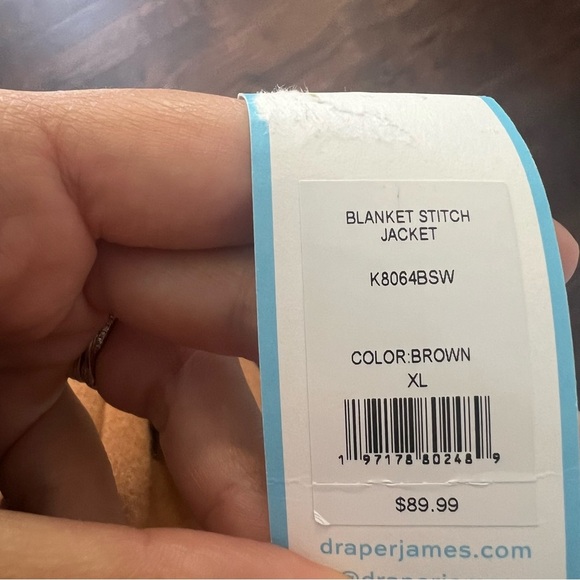 BLANKET STITCH
JACKET
K8064BSW
COLOR:BROWN
XL
1 97178 80248 9
$89.99
draperjames.com